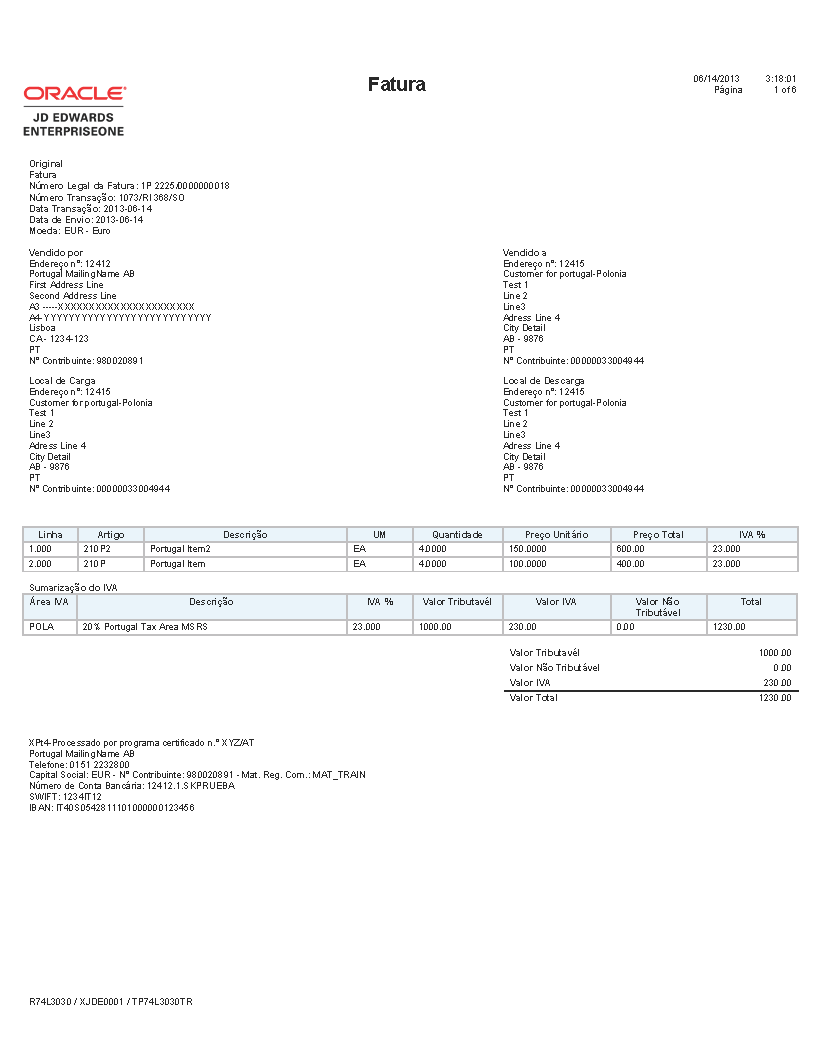 ORACLE
JD EDWARDS
ENTERPRISEONE
Fatura
06/14/2013 3:18:01
Página 1 of 6
Original
Fatura
Número Legal da Fatura: 1P 2225/0000000018
Número Transação: 1073/RI368/SO
Data Transação: 2013-06-14
Data de Envio: 2013-06-14
Moeda: EUR - Euro
Vendido por
Endereço nº: 12412
Portugal MailingName AB
First Address Line
Second Address Line
A3 -----XXXXXXXXXXXXXXXXXXXXXX
A4-YYYYYYYYYYYYYYYYYYYYYYYYYYY
Lisboa
CA - 1234-123
PT
Nº Contribuinte: 980020891
Vendido a
Endereço nº: 12415
Customer for portugal-Polonia
Test 1
Line 2
Line3
Adress Line 4
City Detail
AB - 9876
PT
Nº Contribuinte: 00000033004944
Local de Carga
Endereço nº: 12415
Customer for portugal-Polonia
Test 1
Line 2
Line3
Adress Line 4
City Detail
AB - 9876
PT
Nº Contribuinte: 00000033004944
Local de Descarga
Endereço nº: 12415
Customer for portugal-Polonia
Test 1
Line 2
Line3
Adress Line 4
City Detail
AB - 9876
PT
Nº Contribuinte: 00000033004944
Linha Artigo Descrição UM Quantidade Preço Unitário Preço Total IVA %
1.000 210 P2 Portugal Item2 EA 4.0000 150.0000 600.00 23.000
2.000 210 P Portugal Item EA 4.0000 100.0000 400.00 23.000
Sumarização do IVA
Área IVA Descrição IVA % Valor Tributavél Valor IVA Valor Não Tributável Total
POLA 20% Portugal Tax Area MSRS 23.000 1000.00 230.00 0.00 1230.00
Valor Tributavél 1000.00
Valor Não Tributável 0.00
Valor IVA 230.00
Valor Total 1230.00
XPt4-Processado por programa certificado n.º XYZ/AT
Portugal MailingName AB
Telefone: 0151 2232800
Capital Social: EUR - Nº Contribuinte: 980020891 - Mat. Reg. Com.: MAT_TRAIN
Número de Conta Bancária: 12412.1.SKPRUEBA
SWIFT: 1234IT12
IBAN: IT40S0542811101000000123456
R74L3030 / XJDE0001 / TP74L3030TR